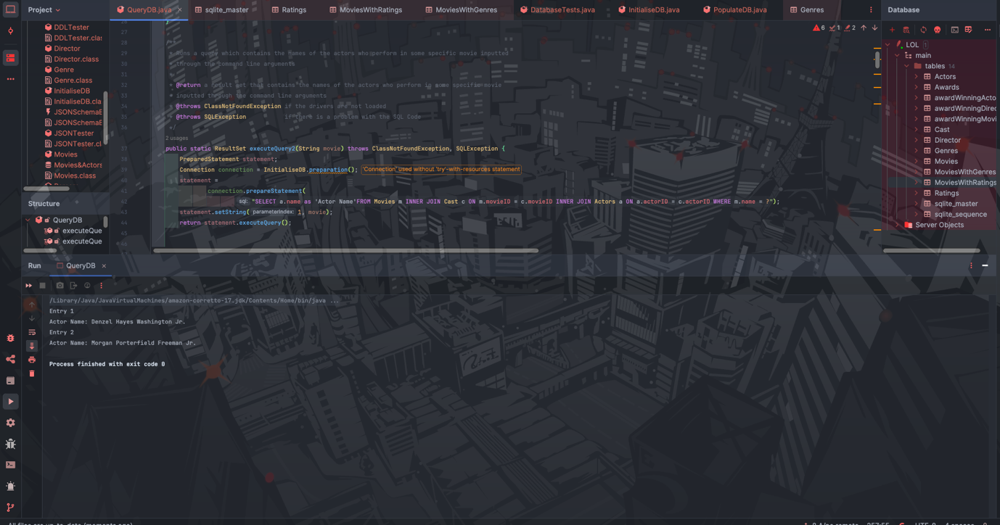 Project
QueryDB.java
sqlite_master
Ratings
MoviesWithRatings
MoviesWithGenres
DatabaseTests.java
InitialiseDB.java
PopulateDB.java
Genres
Database
DDLTester
DDLTester.clas
Director
Director.class
Genre
Genre.class
InitialiseDB
InitialiseDB.cla
JSONSchemaE
JSONSchemaE
JSONTester
JSONTester.cl
Movies
Movies&Actors
Movies.class
Structure
QueryDB
executeQue
executeQue
6 1 2
26
27
28
29 * Runs a query which contains the names of the actors who perform in some specific movie inputted
30 * through the command line arguments
31 *
32 * @return a result set that contains the names of the actors who perform in some specific movie
33 * inputted through the command line arguments
34 * @throws ClassNotFoundException if the drivers are not loaded
35 * @throws SQLException if there is a problem with the SQL Code
36 */
2 usages
37 public static ResultSet executeQuery2(String movie) throws ClassNotFoundException, SQLException {
38 PreparedStatement statement;
39 Connection connection = InitialiseDB.preparation(); 'Connection' used without 'try'-with-resources statement
40 statement =
41 connection.prepareStatement(
42 sql: "SELECT a.name as 'Actor Name'FROM Movies m INNER JOIN Cast c ON m.movieID = c.movieID INNER JOIN Actors a ON a.actorID = c.actorID WHERE m.name = ?");
43 statement.setString( parameterIndex: 1, movie);
44 return statement.executeQuery();
45
46
LOL 1
main
tables 14
Actors
Awards
awardWinningActo
awardWinningDirec
awardWinningMovi
Cast
Director
Genres
Movies
MoviesWithGenres
MoviesWithRatings
Ratings
sqlite_master
sqlite_sequence
Server Objects
Run
QueryDB
/Library/Java/JavaVirtualMachines/amazon-corretto-17.jdk/Contents/Home/bin/java ...
Entry 1
Actor Name: Denzel Hayes Washington Jr.
Entry 2
Actor Name: Morgan Porterfield Freeman Jr.
Process finished with exit code 0